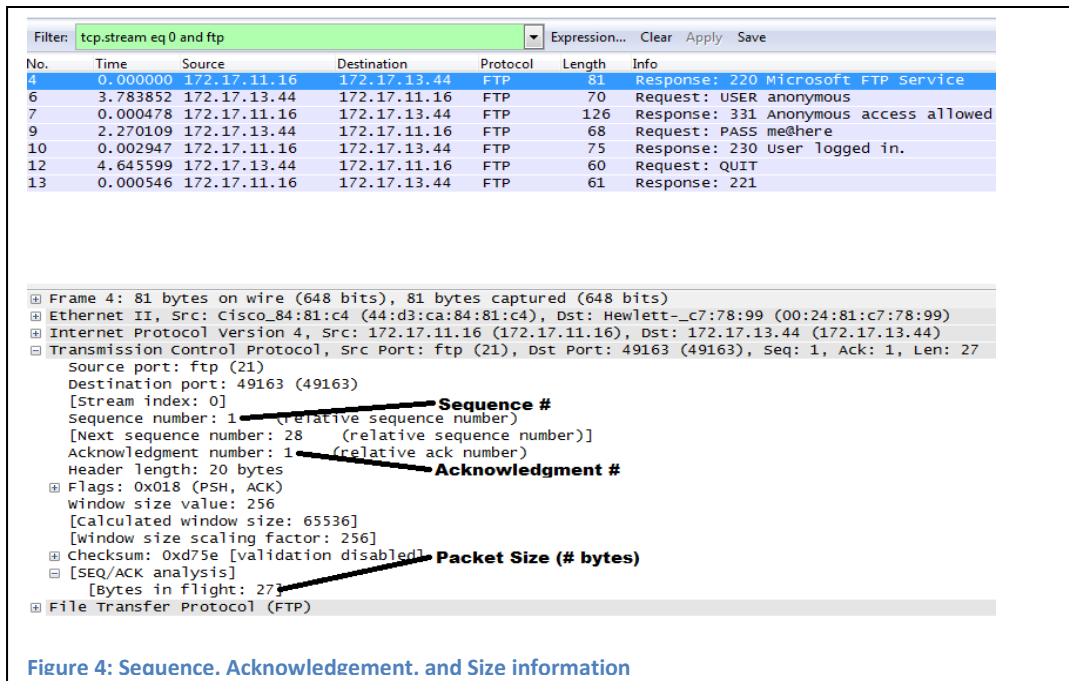 Filter: tcp.stream eq 0 and ftp Expression... Clear Apply Save
No. Time Source Destination Protocol Length Info
4 0.000000 172.17.11.16 172.17.13.44 FTP 81 Response: 220 Microsoft FTP Service
6 3.783852 172.17.13.44 172.17.11.16 FTP 70 Request: USER anonymous
7 0.000478 172.17.11.16 172.17.13.44 FTP 126 Response: 331 Anonymous access allowed
9 2.270109 172.17.13.44 172.17.11.16 FTP 68 Request: PASS me@here
10 0.002947 172.17.11.16 172.17.13.44 FTP 75 Response: 230 User logged in.
12 4.645599 172.17.13.44 172.17.11.16 FTP 60 Request: QUIT
13 0.000546 172.17.11.16 172.17.13.44 FTP 61 Response: 221
Frame 4: 81 bytes on wire (648 bits), 81 bytes captured (648 bits)
Ethernet II, Src: Cisco_84:81:c4 (44:d3:ca:84:81:c4), Dst: Hewlett-_c7:78:99 (00:24:81:c7:78:99)
Internet Protocol Version 4, Src: 172.17.11.16 (172.17.11.16), Dst: 172.17.13.44 (172.17.13.44)
Transmission Control Protocol, Src Port: ftp (21), Dst Port: 49163 (49163), Seq: 1, Ack: 1, Len: 27
Source port: ftp (21)
Destination port: 49163 (49163)
[Stream index: 0]
Sequence #
Sequence number: 1 (relative sequence number)
[Next sequence number: 28 (relative sequence number)]
Acknowledgment number: 1 (relative ack number)
Header length: 20 bytes Acknowledgment #
Flags: 0x018 (PSH, ACK)
Window size value: 256
[Calculated window size: 65536]
[Window size scaling factor: 256]
Checksum: 0xd75e [validation disabled] Packet Size (# bytes)
[SEQ/ACK analysis]
[Bytes in flight: 27]
File Transfer Protocol (FTP)
Figure 4: Sequence, Acknowledgement, and Size information